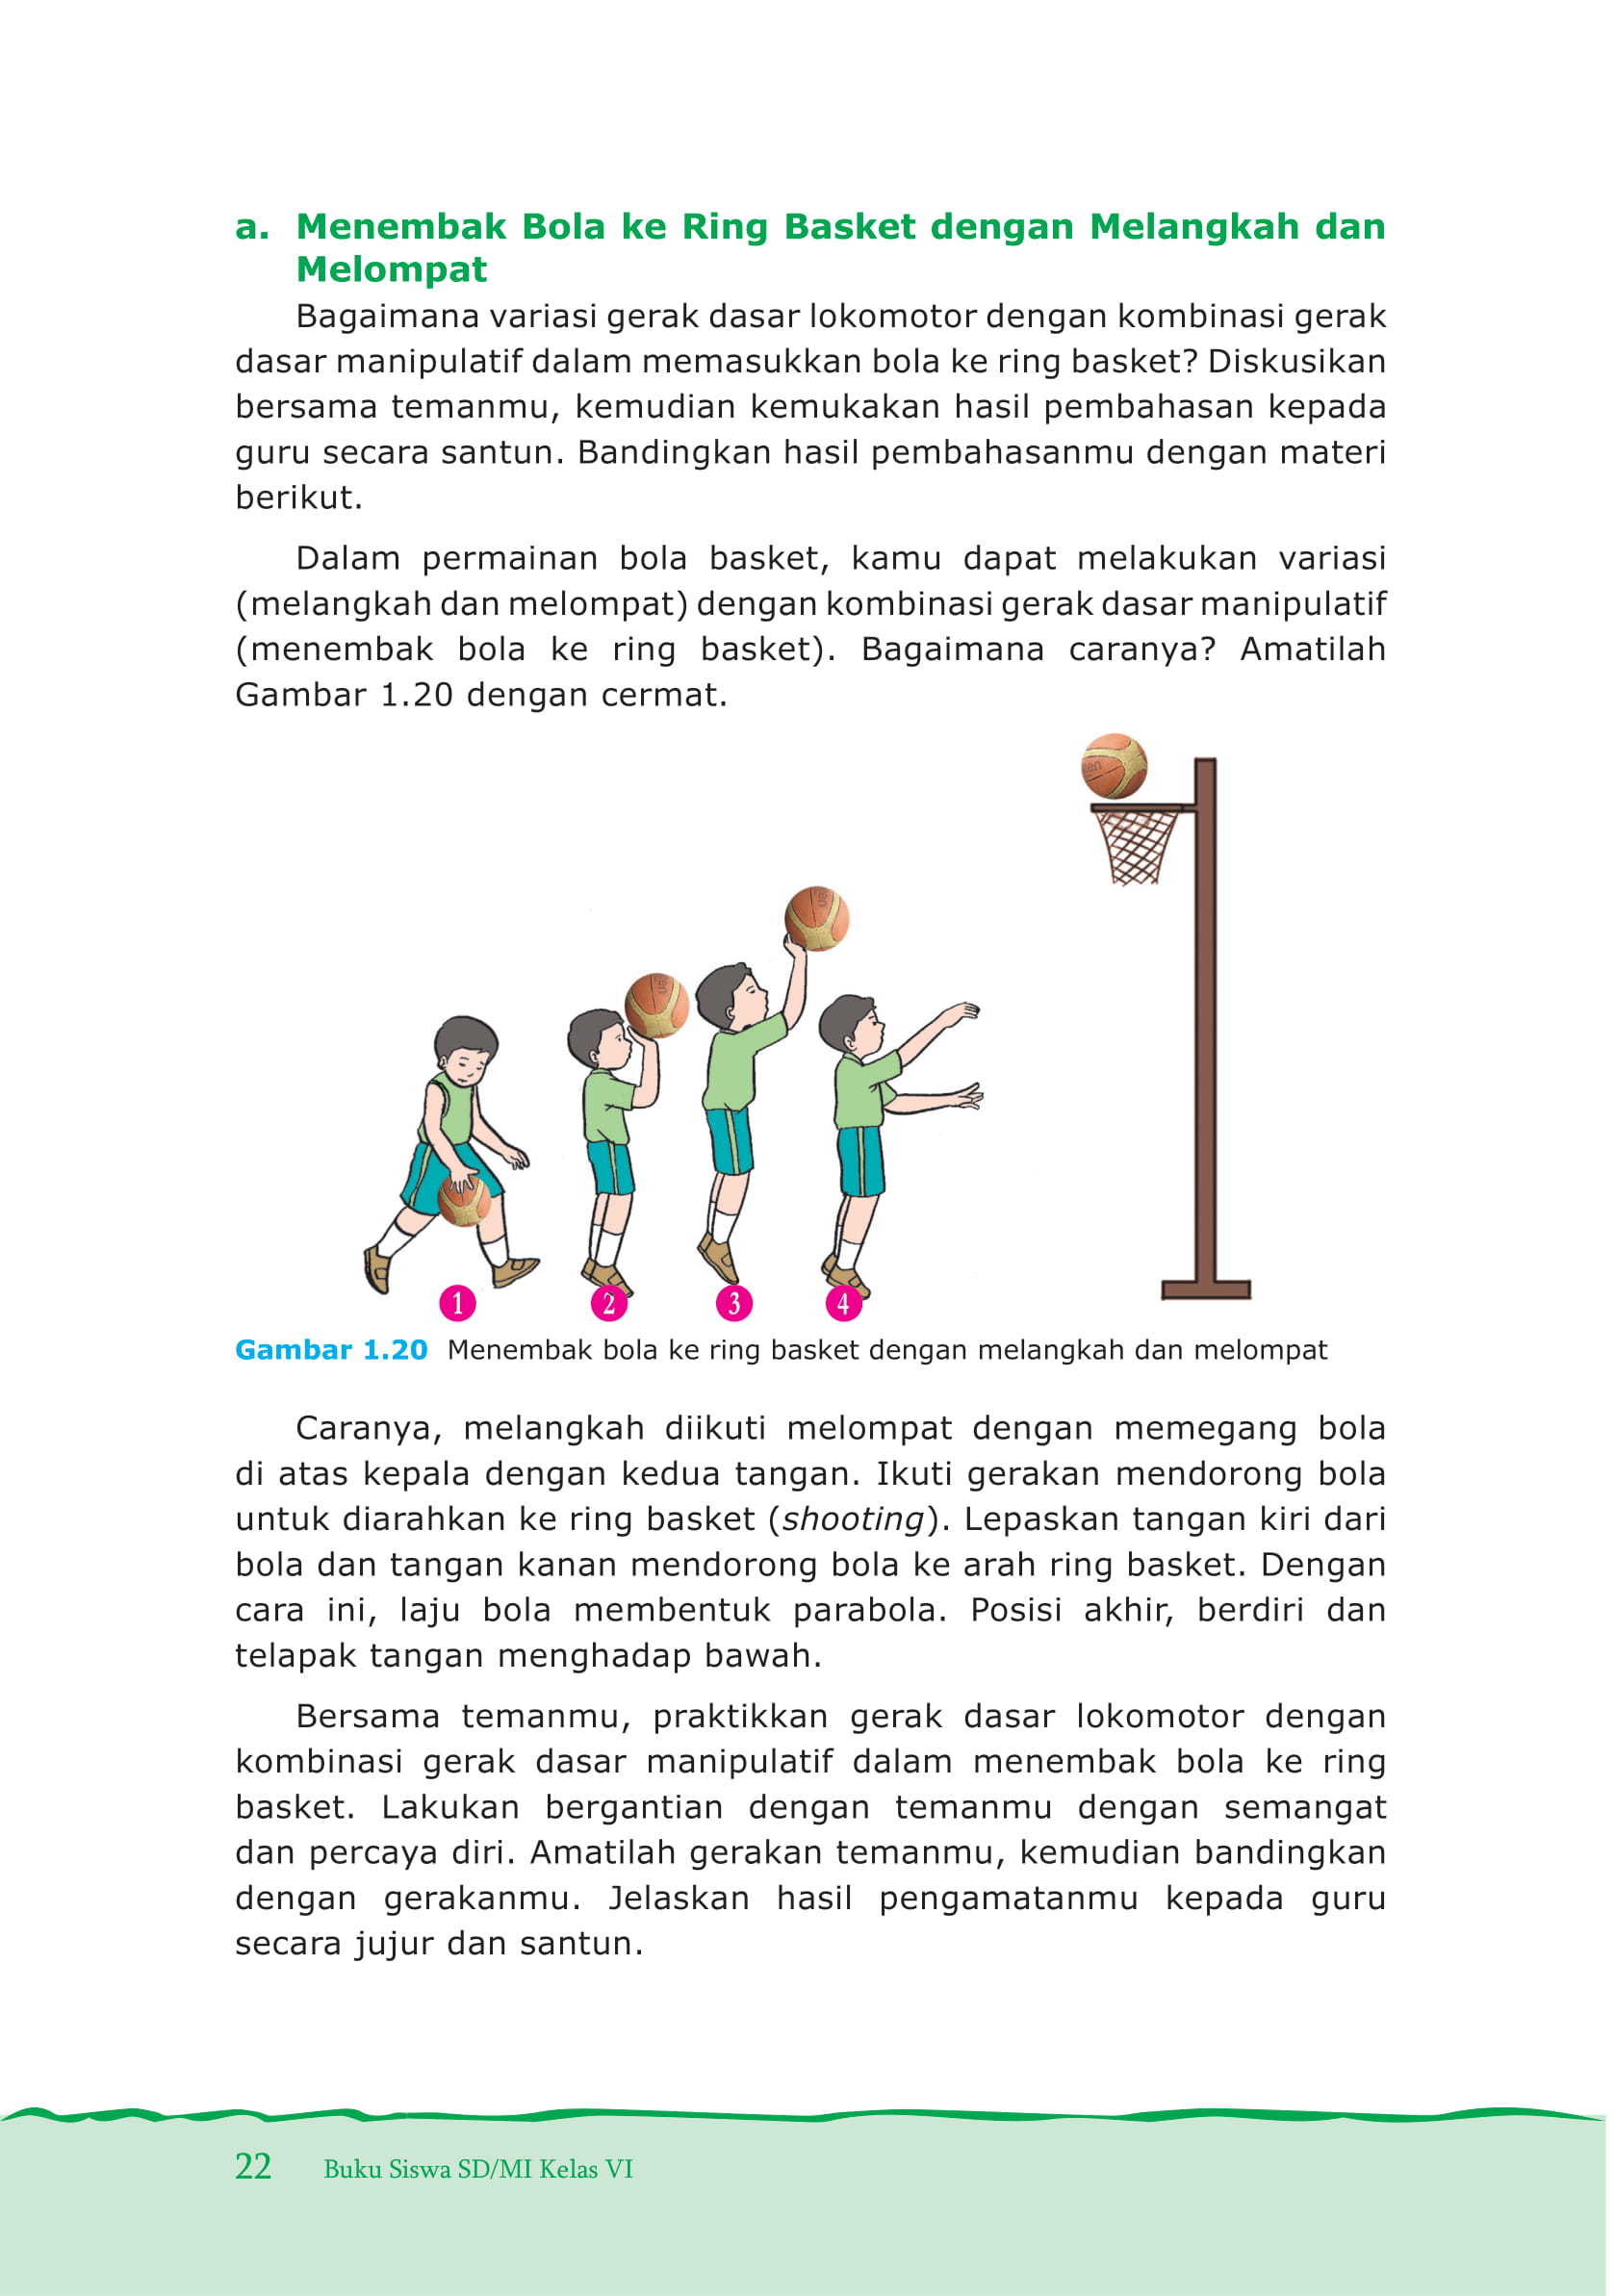 a. Menembak Bola ke Ring Basket dengan Melangkah dan
Melompat
Bagaimana variasi gerak dasar lokomotor dengan kombinasi gerak
dasar manipulatif dalam memasukkan bola ke ring basket? Diskusikan
bersama temanmu, kemudian kemukakan hasil pembahasan kepada
guru secara santun. Bandingkan hasil pembahasanmu dengan materi
berikut.
Dalam permainan bola basket, kamu dapat melakukan variasi
(melangkah dan melompat) dengan kombinasi gerak dasar manipulatif
(menembak bola ke ring basket). Bagaimana caranya? Amatilah
Gambar 1.20 dengan cermat.
1 2 3 4
Gambar 1.20 Menembak bola ke ring basket dengan melangkah dan melompat
Caranya, melangkah diikuti melompat dengan memegang bola
di atas kepala dengan kedua tangan. Ikuti gerakan mendorong bola
untuk diarahkan ke ring basket (shooting). Lepaskan tangan kiri dari
bola dan tangan kanan mendorong bola ke arah ring basket. Dengan
cara ini, laju bola membentuk parabola. Posisi akhir, berdiri dan
telapak tangan menghadap bawah.
Bersama temanmu, praktikkan gerak dasar lokomotor dengan
kombinasi gerak dasar manipulatif dalam menembak bola ke ring
basket. Lakukan bergantian dengan temanmu dengan semangat
dan percaya diri. Amatilah gerakan temanmu, kemudian bandingkan
dengan gerakanmu. Jelaskan hasil pengamatanmu kepada guru
secara jujur dan santun.
22 Buku Siswa SD/MI Kelas VI